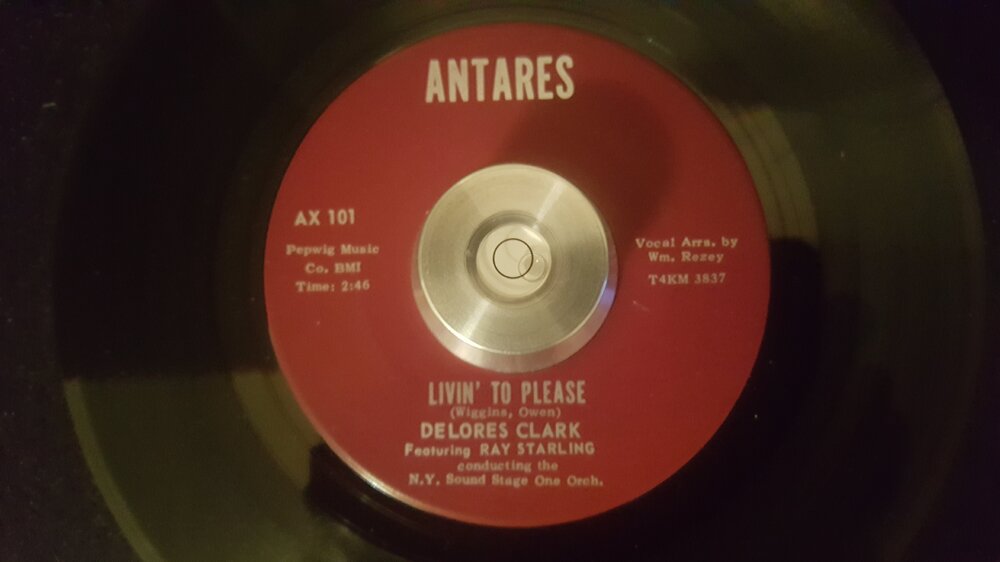 ANTARES
AX 101
Pepwig Music
Co. BMI
Time: 2:46
Vocal Arrs. by
Wm. Rezey
T4KM 3837
LIVIN' TO PLEASE
(Wiggins, Owen)
DELORES CLARK
Featuring RAY STARLING
conducting the
N.Y. Sound Stage One Orch.